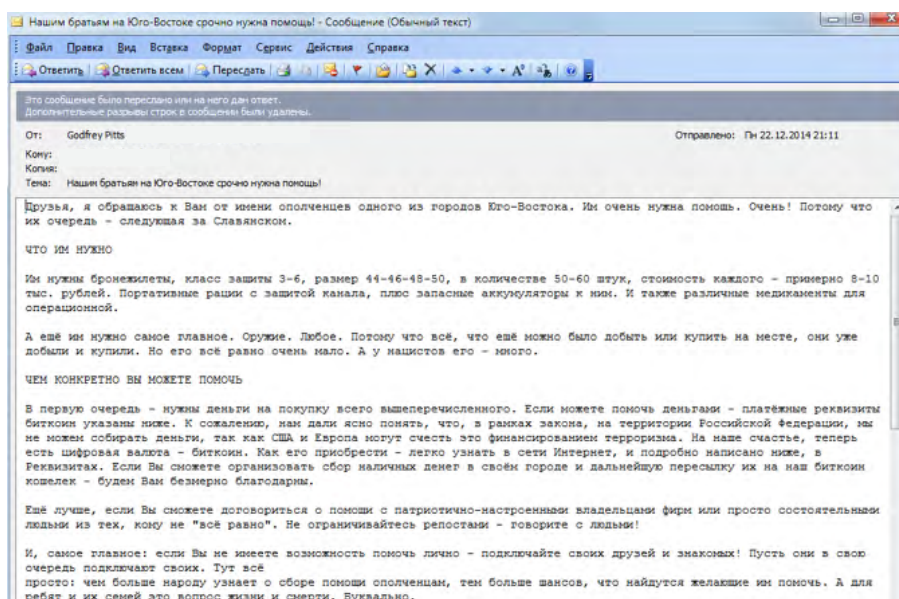 Нашим братьям на Юго-Востоке срочно нужна помощь! - Сообщение (Обычный текст)
Файл Правка Вид Вставка Формат Сервис Действия Справка
Ответить Ответить всем Переслать
Это сообщение было переслано или на него дан ответ.
Дополнительные разрывы строк в сообщении были удалены.
От: Godfrey Pitts Отправлено: Пн 22.12.2014 21:11
Кому:
Копия:
Тема: Нашим братьям на Юго-Востоке срочно нужна помощь!
Друзья, я обращаюсь к Вам от имени ополченцев одного из городов Юго-Востока. Им очень нужна помощь. Очень! Потому что
их очередь - следующая за Славянском.
ЧТО ИМ НУЖНО
Им нужны бронежилеты, класс защиты 3-6, размер 44-46-48-50, в количестве 50-60 штук, стоимость каждого - примерно 8-10
тыс. рублей. Портативные рации с защитой канала, плюс запасные аккумуляторы к ним. И также различные медикаменты для
операционной.
А ещё им нужно самое главное. Оружие. Любое. Потому что всё, что ещё можно было добыть или купить на месте, они уже
добыли и купили. Но его всё равно очень мало. А у нацистов его - много.
ЧЕМ КОНКРЕТНО ВЫ МОЖЕТЕ ПОМОЧЬ
В первую очередь - нужны деньги на покупку всего вышеперечисленного. Если можете помочь деньгами - платёжные реквизиты
биткоин указаны ниже. К сожалению, нам дали ясно понять, что, в рамках закона, на территории Российской Федерации, мы
не можем собирать деньги, так как США и Европа могут счесть это финансированием терроризма. На наше счастье, теперь
есть цифровая валюта - биткоин. Как его приобрести - легко узнать в сети Интернет, и подробно написано ниже, в
Реквизитах. Если Вы сможете организовать сбор наличных денег в своём городе и дальнейшую пересылку их на наш биткоин
кошелек - будем Вам безмерно благодарны.
Ещё лучше, если Вы сможете договориться о помощи с патриотично-настроенными владельцами фирм или просто состоятельными
людьми из тех, кому не "всё равно". Не ограничивайтесь репостами - говорите с людьми!
И, самое главное: если Вы не имеете возможность помочь лично - подключайте своих друзей и знакомых! Пусть они в свою
очередь подключают своих. Тут всё
просто: чем больше народу узнает о сборе помощи ополченцам, тем больше шансов, что найдутся желающие им помочь. А для
ребят и их семей это вопрос жизни и смерти. Буквально.